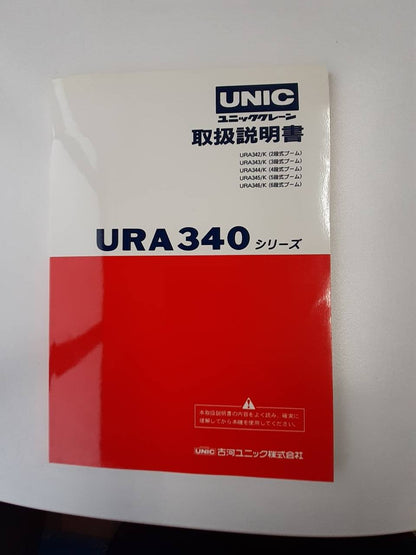 UNIC
ユニッククレーン
取扱説明書
URA342/K (2段式ブーム)
URA343/K (3段式ブーム)
URA344/K (4段式ブーム)
URA345/K (5段式ブーム)
URA346/K (6段式ブーム)
URA340 シリーズ
本取扱説明書の内容をよく読み、確実に
理解してから本機を使用してください。
UNIC 古河ユニック株式会社